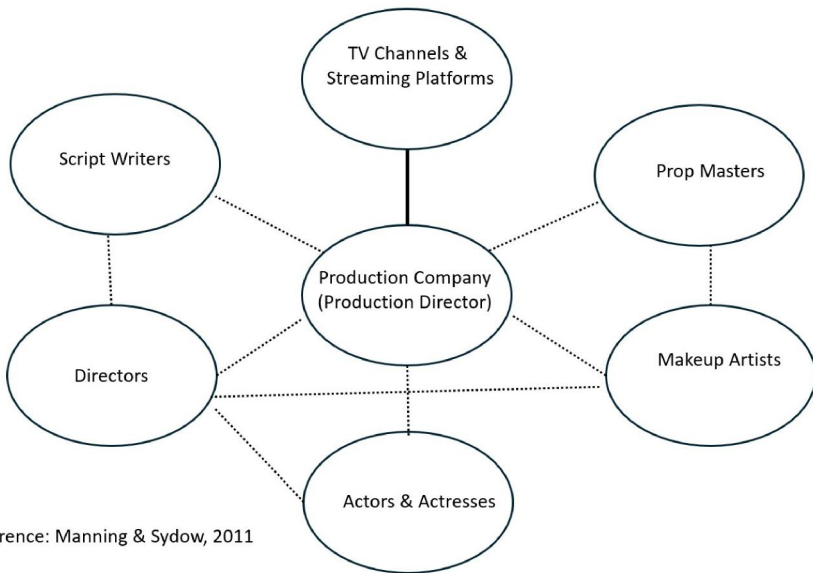 TV Channels &
Streaming Platforms
Script Writers
Prop Masters
Production Company
(Production Director)
Directors
Makeup Artists
Actors & Actresses
rence: Manning & Sydow, 2011